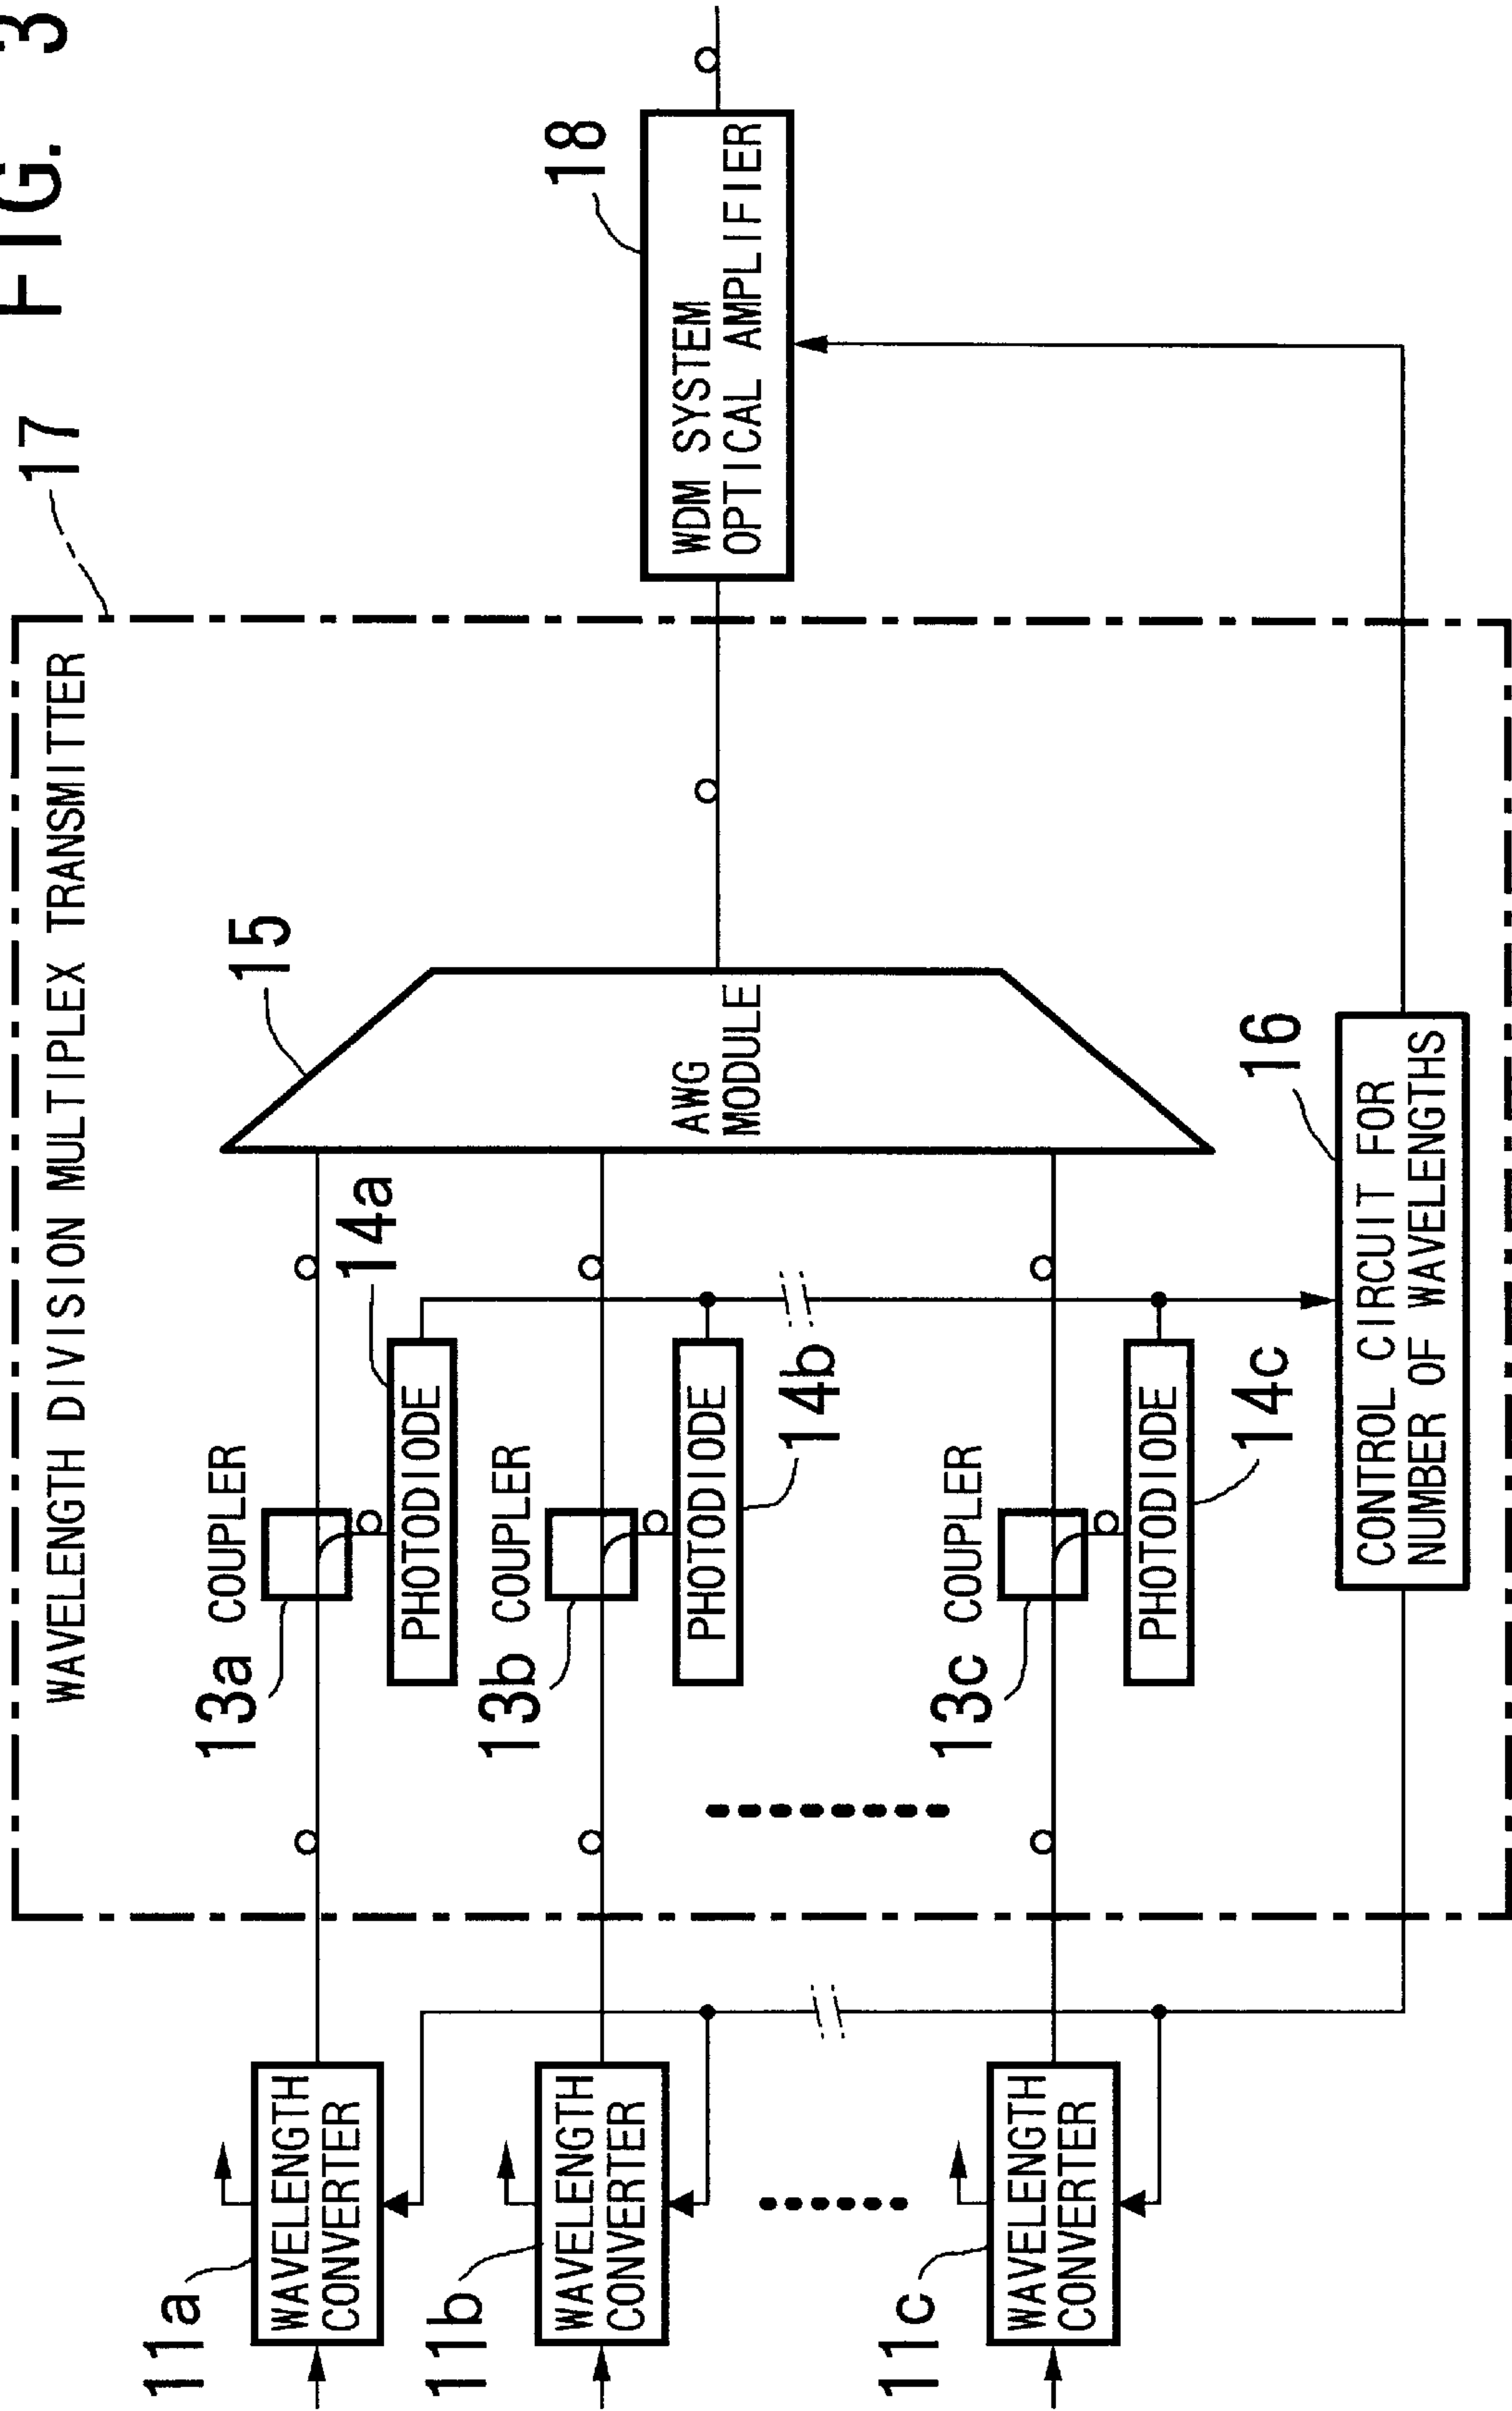 FIG. 3
17
WAVELENGTH DIVISION MULTIPLEX TRANSMITTER
11a
WAVELENGTH
CONVERTER
13a
COUPLER
PHOTODIODE
14a
15
AWG
MODULE
18
WDM SYSTEM
OPTICAL AMPLIFIER
11b
WAVELENGTH
CONVERTER
13b
COUPLER
PHOTODIODE
14b
11c
WAVELENGTH
CONVERTER
13c
COUPLER
PHOTODIODE
14c
16
CONTROL CIRCUIT FOR
NUMBER OF WAVELENGTHS